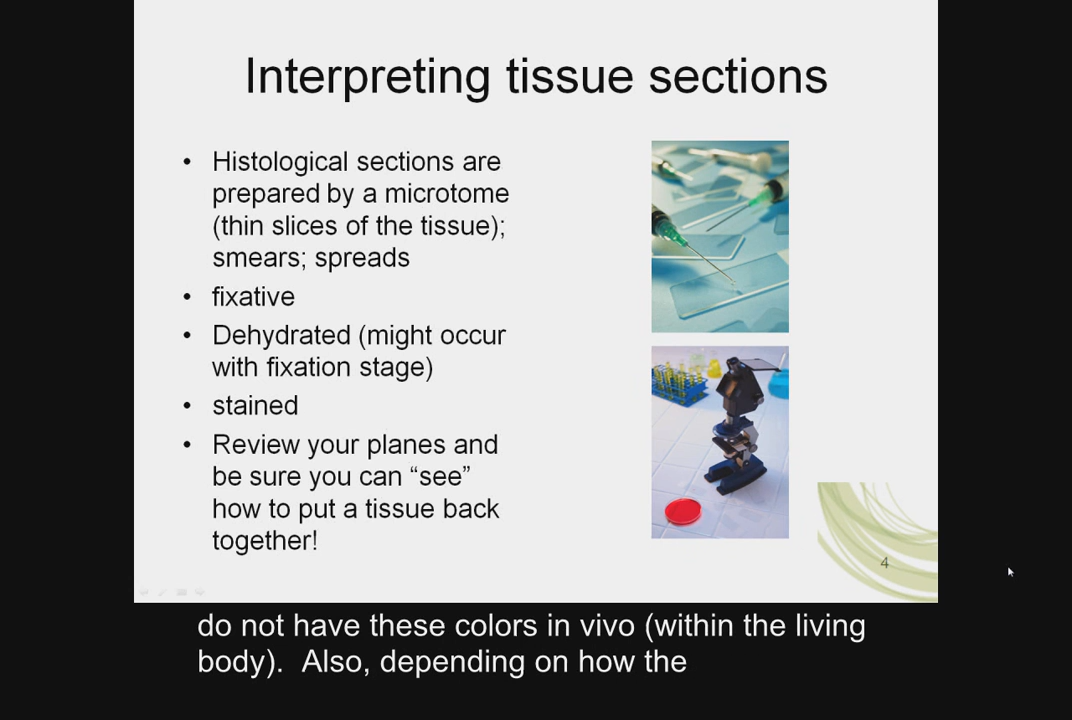 Interpreting tissue sections
• Histological sections are
prepared by a microtome
(thin slices of the tissue);
smears; spreads
• fixative
• Dehydrated (might occur
with fixation stage)
• stained
• Review your planes and
be sure you can “see”
how to put a tissue back
together!
4
do not have these colors in vivo (within the living
body).  Also, depending on how the